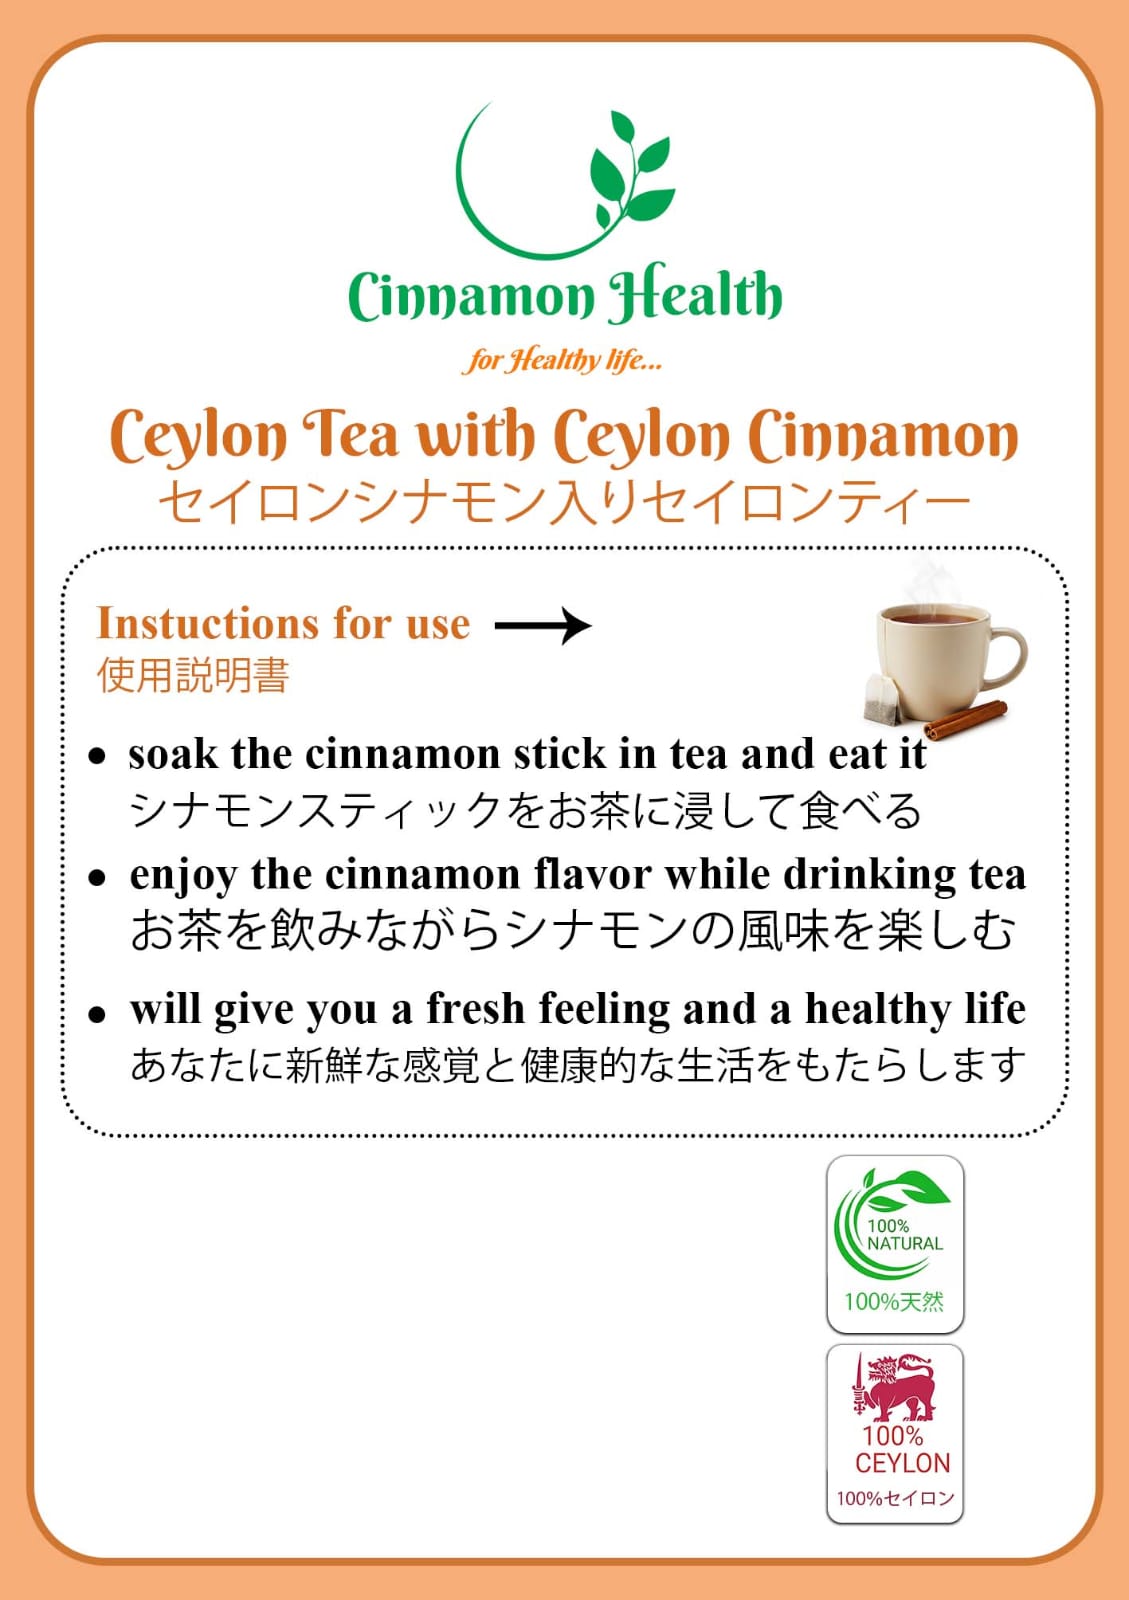 Cinnamon Health
for Healthy life...
Ceylon Tea with Ceylon Cinnamon
セイロンシナモン入りセイロンティー
Instuctions for use
使用説明書
• soak the cinnamon stick in tea and eat it
シナモンスティックをお茶に浸して食べる
• enjoy the cinnamon flavor while drinking tea
お茶を飲みながらシナモンの風味を楽しむ
• will give you a fresh feeling and a healthy life
あなたに新鮮な感覚と健康的な生活をもたらします
100%
NATURAL
100%天然
100%
CEYLON
100%セイロン